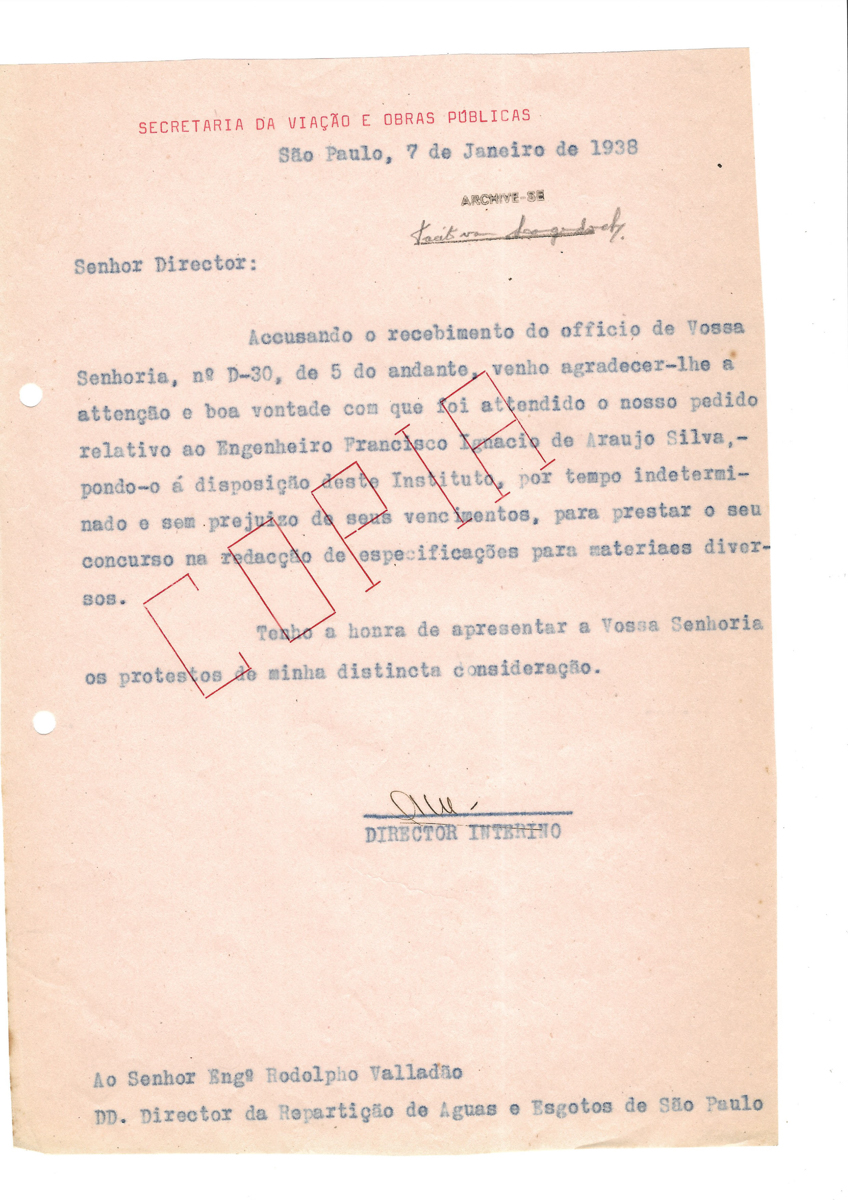 SECRETARIA DA VIAÇÃO E OBRAS PÚBLICAS
São Paulo, 7 de Janeiro de 1938
ARCHIVE-SE
Senhor Director:
Accusando o recebimento do officio de Vossa
Senhoria, nº D-30, de 5 do andante, venho agradecer-lhe a
attenção e boa vontade com que foi attendido o nosso pedido
relativo ao Engenheiro Francisco Ignacio de Araujo Silva,-
pondo-o á disposição deste Instituto, por tempo indetermi-
nado e sem prejuizo de seus vencimentos, para prestar o seu
concurso na redacção de especificações para materiaes diver-
sos.
COPIA
Tenho a honra de apresentar a Vossa Senhoria
os protestos de minha distincta consideração.
DIRECTOR INTERINO
Ao Senhor Engº Rodolpho Valladão
DD. Director da Repartição de Aguas e Esgotos de São Paulo